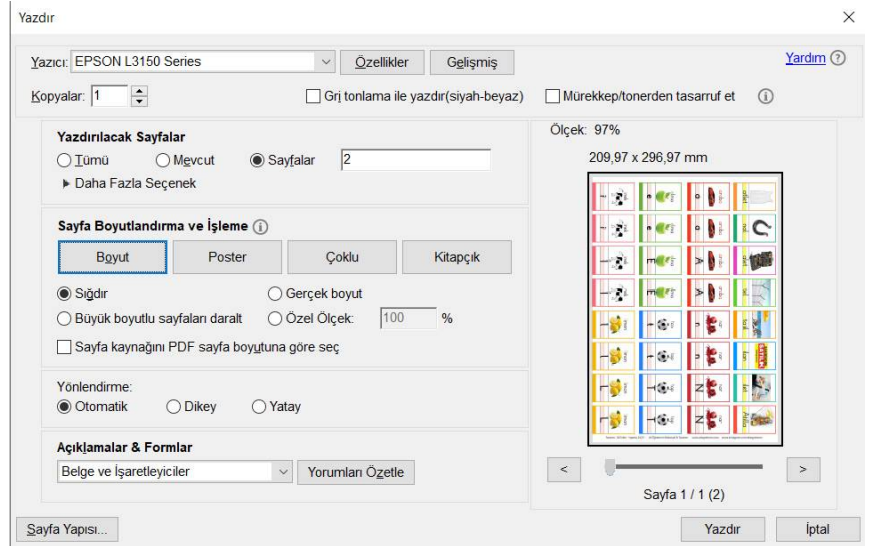 Yazdır
Yazıcı: EPSON L3150 Series Özellikler Gelişmiş Yardım
Kopyalar: 1 Gri tonlama ile yazdır(siyah-beyaz) Mürekkep/tonerden tasarruf et
Yazdırılacak Sayfalar
Tümü Mevcut Sayfalar 2
Daha Fazla Seçenek
Sayfa Boyutlandırma ve İşleme
Boyut Poster Çoklu Kitapçık
Sığdır Gerçek boyut
Büyük boyutlu sayfaları daralt Özel Ölçek: 100 %
Sayfa kaynağını PDF sayfa boyutuna göre seç
Yönlendirme:
Otomatik Dikey Yatay
Açıklamalar & Formlar
Belge ve İşaretleyiciler Yorumları Özetle
Ölçek: 97%
209,97 x 296,97 mm
< >
Sayfa 1 / 1 (2)
Sayfa Yapısı... Yazdır İptal